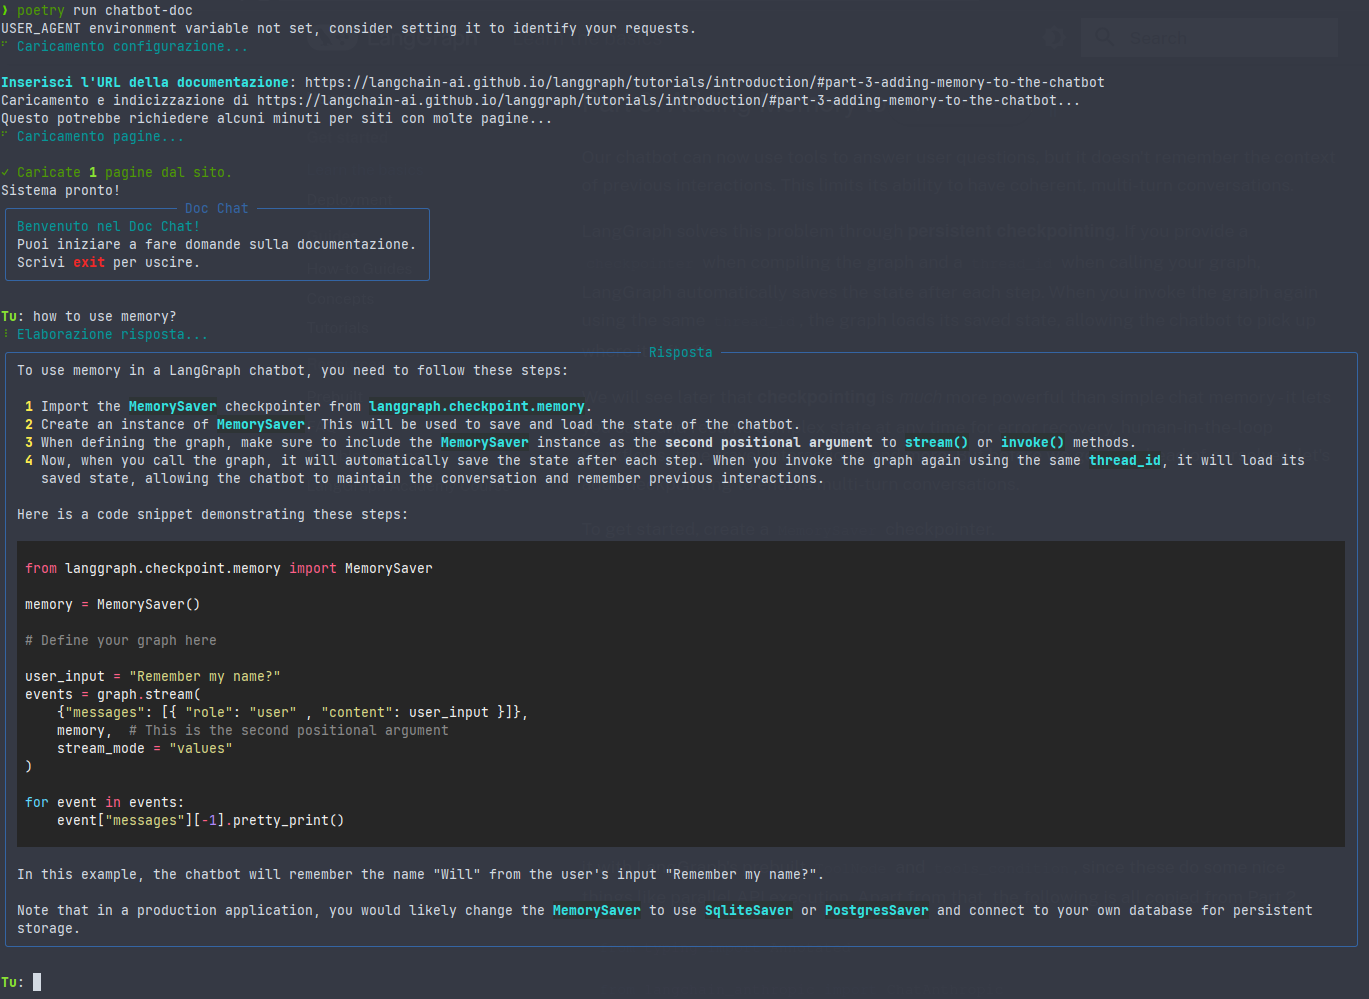 ❯ poetry run chatbot-doc
USER_AGENT environment variable not set, consider setting it to identify your requests.
Caricamento configurazione...
Inserisci l'URL della documentazione: https://langchain-ai.github.io/langgraph/tutorials/introduction/#part-3-adding-memory-to-the-chatbot
Caricamento e indicizzazione di https://langchain-ai.github.io/langgraph/tutorials/introduction/#part-3-adding-memory-to-the-chatbot...
Questo potrebbe richiedere alcuni minuti per siti con molte pagine...
Caricamento pagine...
✓ Caricate 1 pagine dal sito.
Sistema pronto!
Doc Chat
Benvenuto nel Doc Chat!
Puoi iniziare a fare domande sulla documentazione.
Scrivi exit per uscire.
Tu: how to use memory?
Elaborazione risposta...
Risposta
To use memory in a LangGraph chatbot, you need to follow these steps:
1 Import the MemorySaver checkpointer from langgraph.checkpoint.memory.
2 Create an instance of MemorySaver. This will be used to save and load the state of the chatbot.
3 When defining the graph, make sure to include the MemorySaver instance as the second positional argument to stream() or invoke() methods.
4 Now, when you call the graph, it will automatically save the state after each step. When you invoke the graph again using the same thread_id, it will load its
saved state, allowing the chatbot to maintain the conversation and remember previous interactions.
Here is a code snippet demonstrating these steps:
from langgraph.checkpoint.memory import MemorySaver
memory = MemorySaver()
# Define your graph here
user_input = "Remember my name?"
events = graph.stream(
    {"messages": [{ "role": "user" , "content": user_input }]},
    memory,  # This is the second positional argument
    stream_mode = "values"
)
for event in events:
    event["messages"][-1].pretty_print()
In this example, the chatbot will remember the name "Will" from the user's input "Remember my name?".
Note that in a production application, you would likely change the MemorySaver to use SqliteSaver or PostgresSaver and connect to your own database for persistent
storage.
Tu: